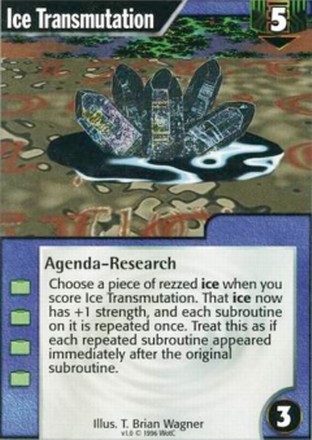 Ice Transmutation
5
Agenda-Research
Choose a piece of rezzed ice when you
score Ice Transmutation. That ice now
has +1 strength, and each subroutine
on it is repeated once. Treat this as if
each repeated subroutine appeared
immediately after the original
subroutine.
Illus. T. Brian Wagner
v1.0 © 1996 WotC
3